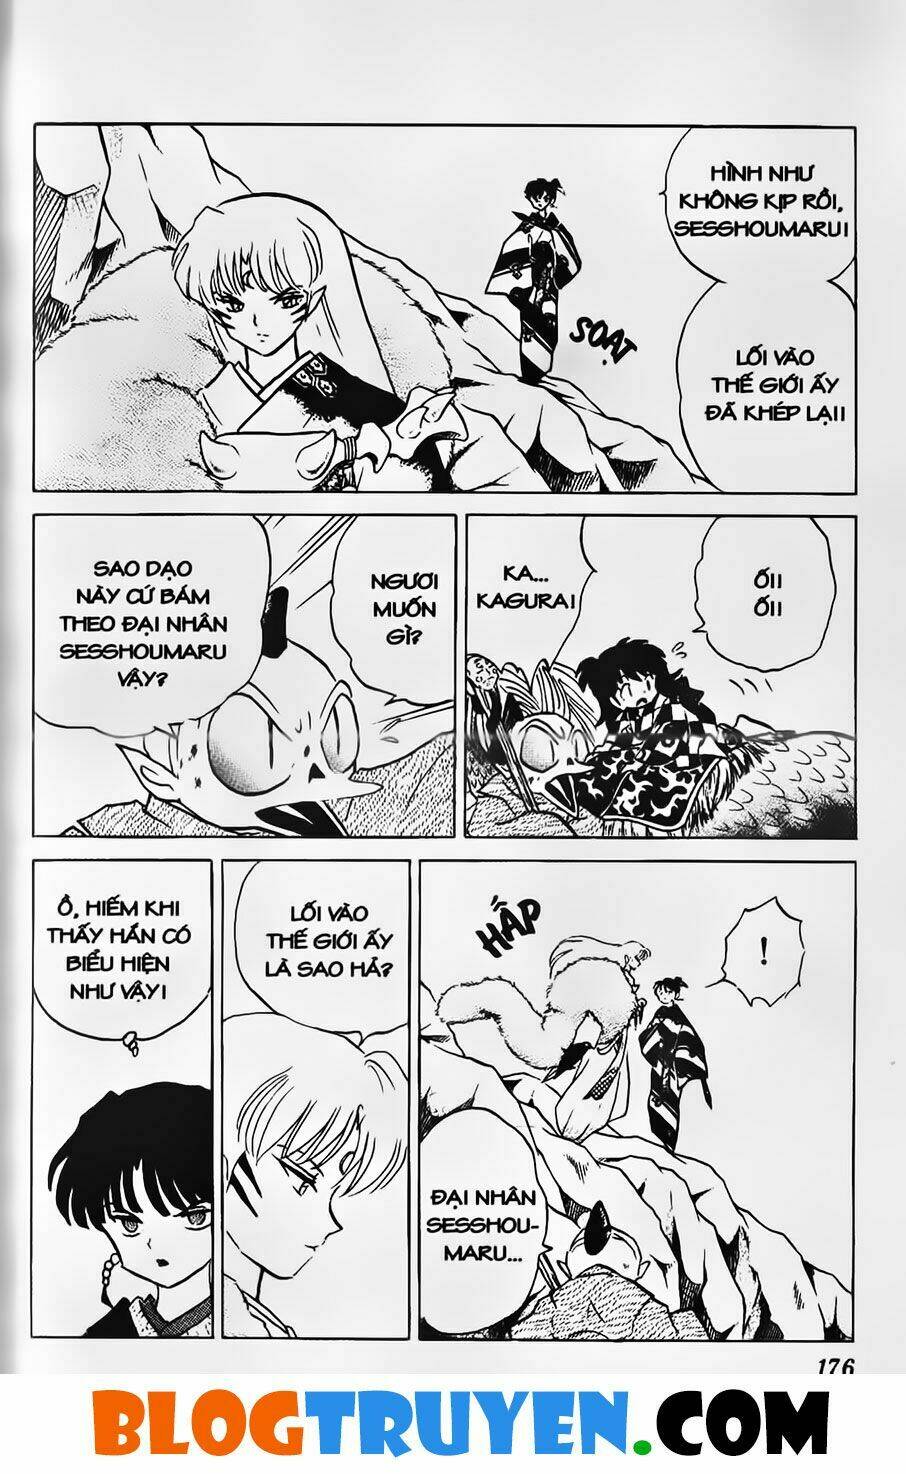 HÌNH NHƯ
KHÔNG KỊP RỒI,
SESSHOUMARU!
LỐI VÀO
THẾ GIỚI ẤY
ĐÃ KHÉP LẠI!
SOẠT
ỐI!
ỐI!
KA...
KAGURA!
NGƯƠI
MUỐN
GÌ?
SAO DẠO
NÀY CỨ BÁM
THEO ĐẠI NHÂN
SESSHOUMARU
VẬY?
!
HẤP
ĐẠI NHÂN
SESSHOU-
MARU...
LỐI VÀO
THẾ GIỚI ẤY
LÀ SAO HẢ?
Ồ, HIẾM KHI
THẤY HẮN CÓ
BIỂU HIỆN
NHƯ VẬY!
176
BLOGTRUYEN.COM